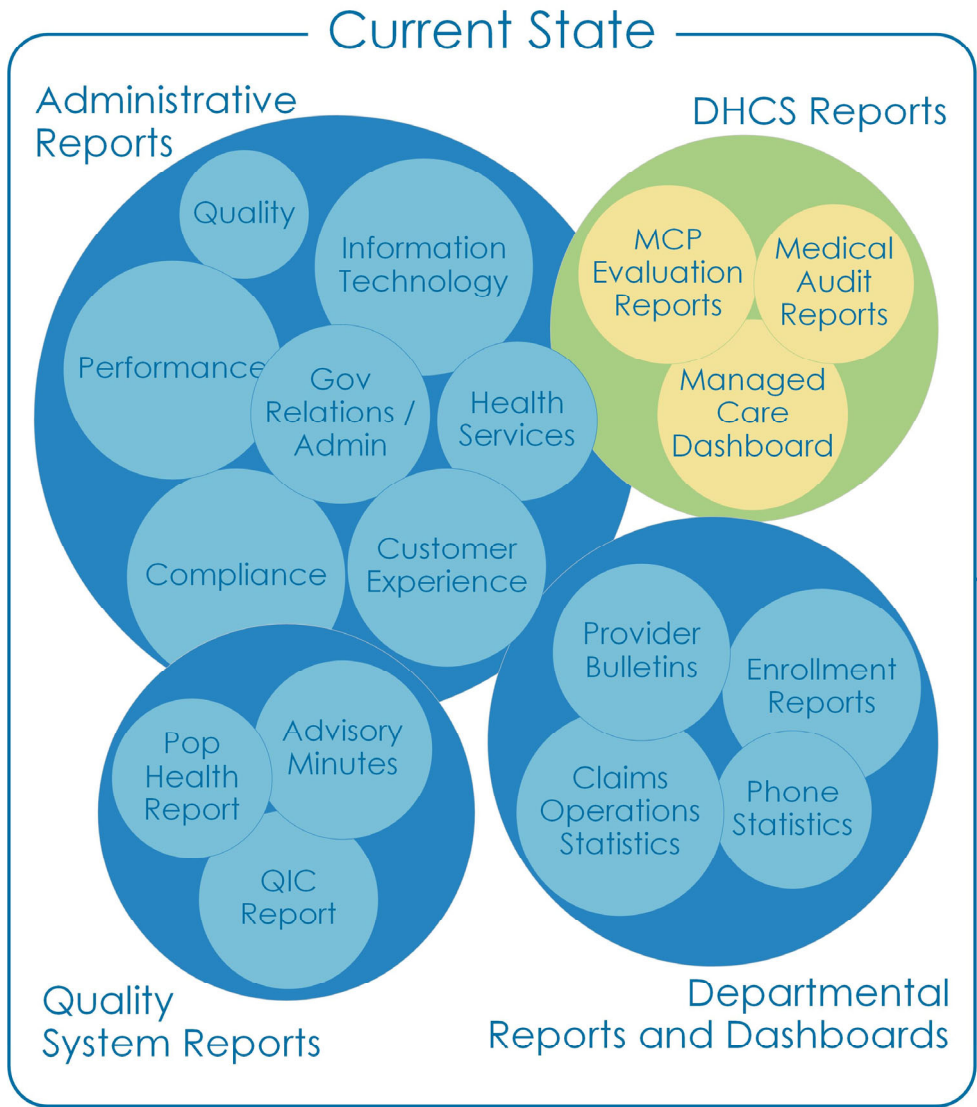 Current State
Administrative
Reports
Quality
Information
Technology
Performance
Gov
Relations /
Admin
Health
Services
Compliance
Customer
Experience
DHCS Reports
MCP
Evaluation
Reports
Medical
Audit
Reports
Managed
Care
Dashboard
Pop
Health
Report
Advisory
Minutes
QIC
Report
Quality
System Reports
Provider
Bulletins
Enrollment
Reports
Claims
Operations
Statistics
Phone
Statistics
Departmental
Reports and Dashboards